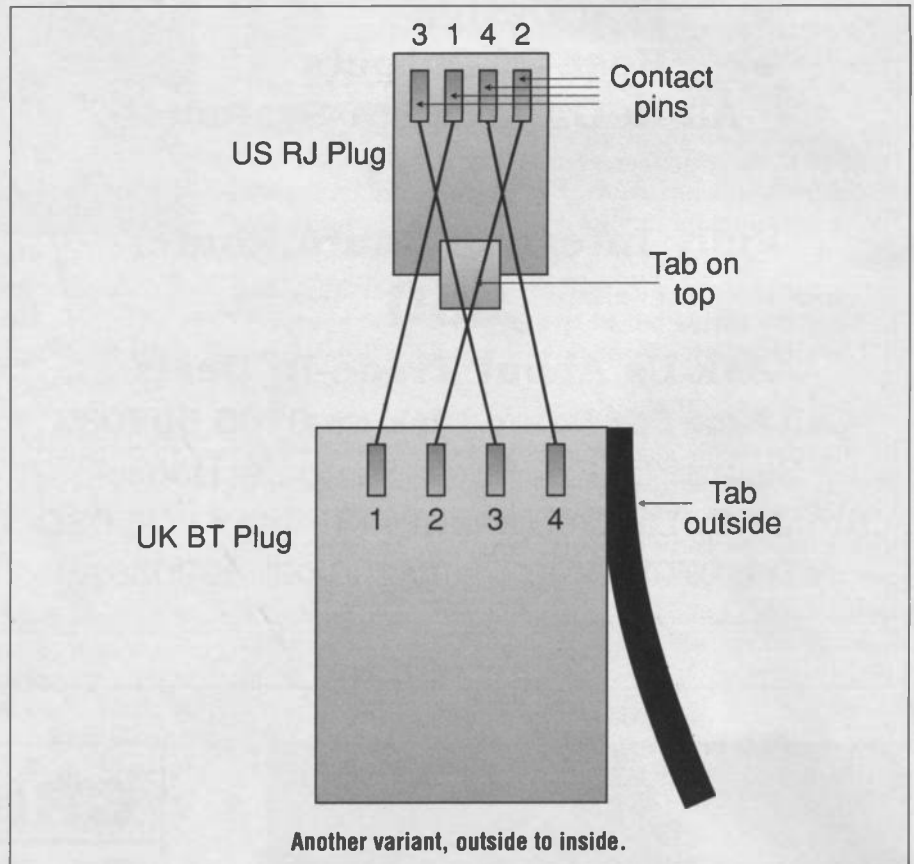 3 1 4 2
Contact
pins
US RJ Plug
Tab on
top
1 2 3 4
Tab
outside
UK BT Plug
Another variant, outside to inside.